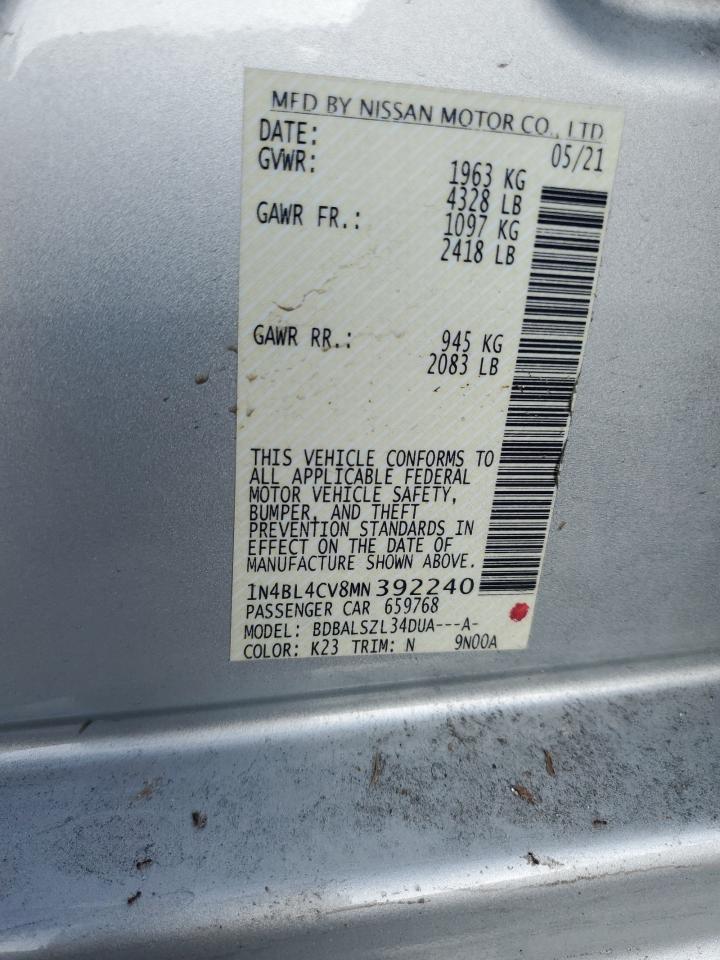 MFD BY NISSAN MOTOR CO., LTD
DATE: 05/21
GVWR: 1963 KG
4328 LB
GAWR FR.: 1097 KG
2418 LB
GAWR RR.: 945 KG
2083 LB
THIS VEHICLE CONFORMS TO
ALL APPLICABLE FEDERAL
MOTOR VEHICLE SAFETY,
BUMPER, AND THEFT
PREVENTION STANDARDS IN
EFFECT ON THE DATE OF
MANUFACTURE SHOWN ABOVE.
1N4BL4CV8MN392240
PASSENGER CAR 659768
MODEL: BDBALSZL34DUA---A-
COLOR: K23 TRIM: N 9N00A